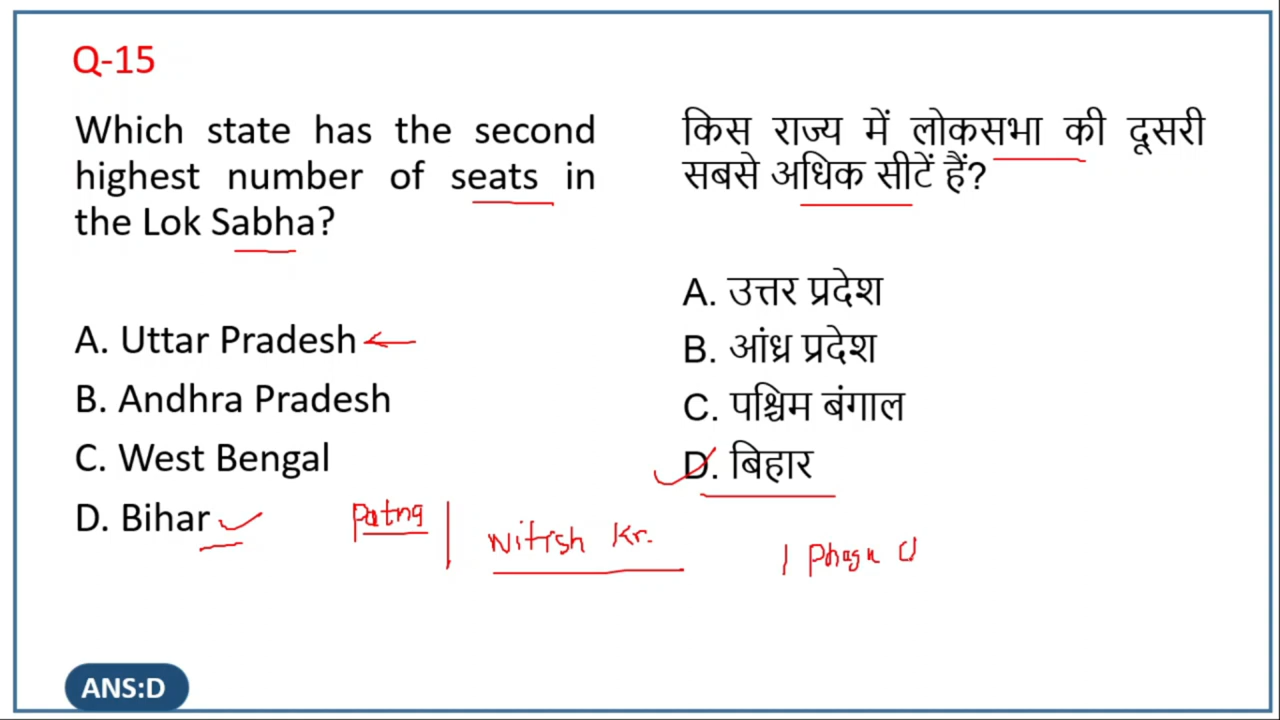 Q-15
Which state has the second
highest number of seats in
the Lok Sabha?
A. Uttar Pradesh
B. Andhra Pradesh
C. West Bengal
D. Bihar
किस राज्य में लोकसभा की दूसरी
सबसे अधिक सीटें हैं?
A. उत्तर प्रदेश
B. आंध्र प्रदेश
C. पश्चिम बंगाल
D. बिहार
Patna | Nitish Kr. | Phagu
ANS:D